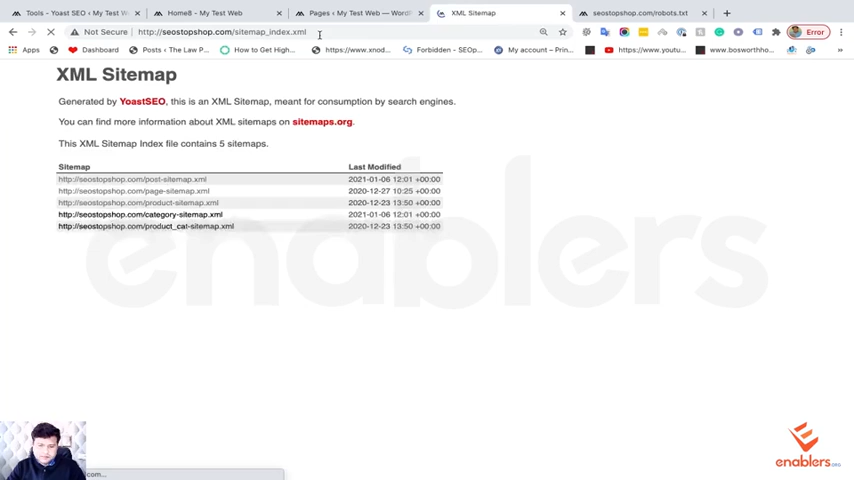 Tools - Yoast SEO ‹ My Test W
Home8 - My Test Web
Pages ‹ My Test Web — WordP
XML Sitemap
seostopshop.com/robots.txt
Not Secure
http://seostopshop.com/sitemap_index.xml
Error
Apps
Dashboard
Posts ‹ The Law P...
How to Get High...
https://www.xnod...
Forbidden - SEOp...
My account – Prin...
https://www.youtu...
www.bosworthho...
XML Sitemap
Generated by YoastSEO, this is an XML Sitemap, meant for consumption by search engines.
You can find more information about XML sitemaps on sitemaps.org.
This XML Sitemap Index file contains 5 sitemaps.
Sitemap Last Modified
http://seostopshop.com/post-sitemap.xml 2021-01-06 12:01 +00:00
http://seostopshop.com/page-sitemap.xml 2020-12-27 10:25 +00:00
http://seostopshop.com/product-sitemap.xml 2020-12-23 13:50 +00:00
http://seostopshop.com/category-sitemap.xml 2021-01-06 12:01 +00:00
http://seostopshop.com/product_cat-sitemap.xml 2020-12-23 13:50 +00:00
enablers
com...
enablers.ORG